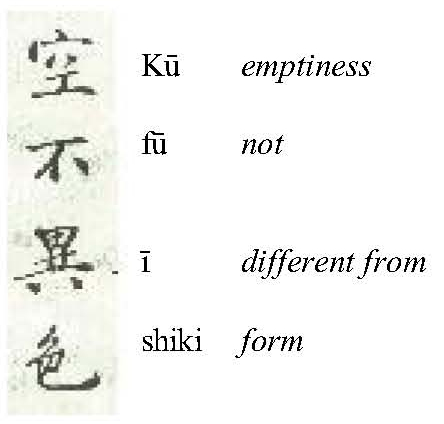 空 Kū emptiness
不 fū not
異 ī different from
色 shiki form